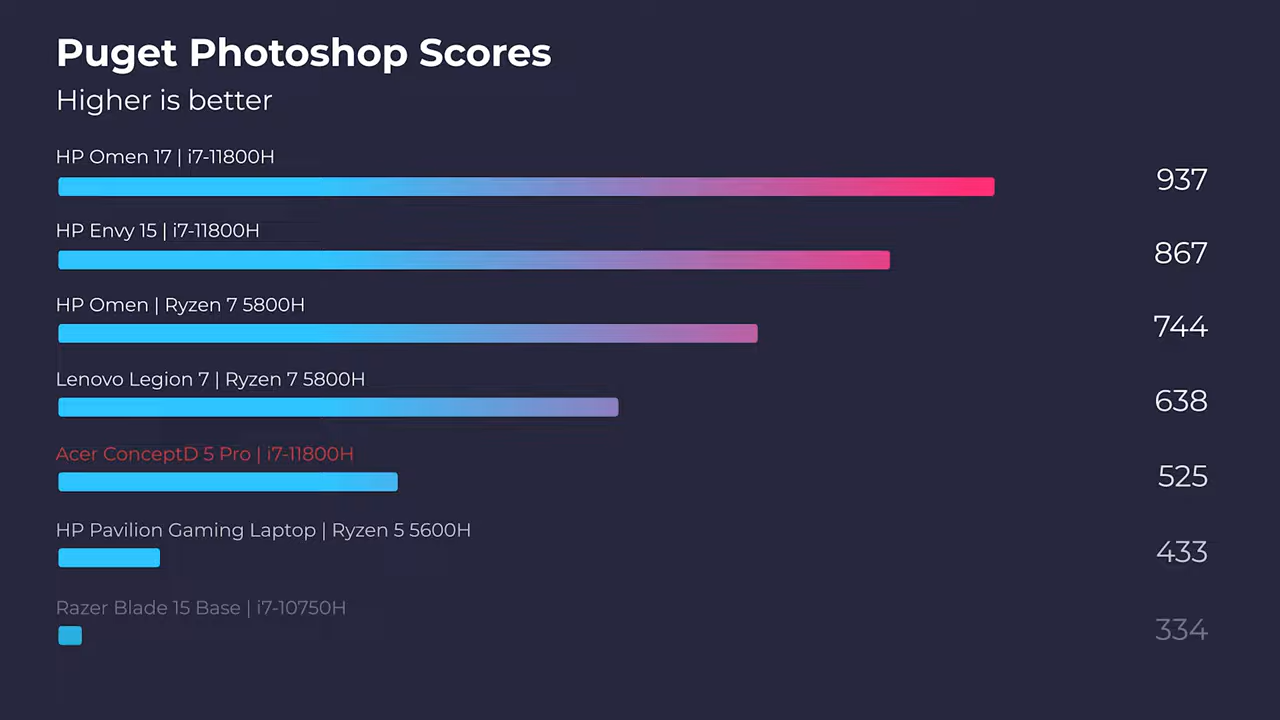 Puget Photoshop Scores
Higher is better
HP Omen 17 | i7-11800H
937
HP Envy 15 | i7-11800H
867
HP Omen | Ryzen 7 5800H
744
Lenovo Legion 7 | Ryzen 7 5800H
638
Acer ConceptD 5 Pro | i7-11800H
525
HP Pavilion Gaming Laptop | Ryzen 5 5600H
433
Razer Blade 15 Base | i7-10750H
334